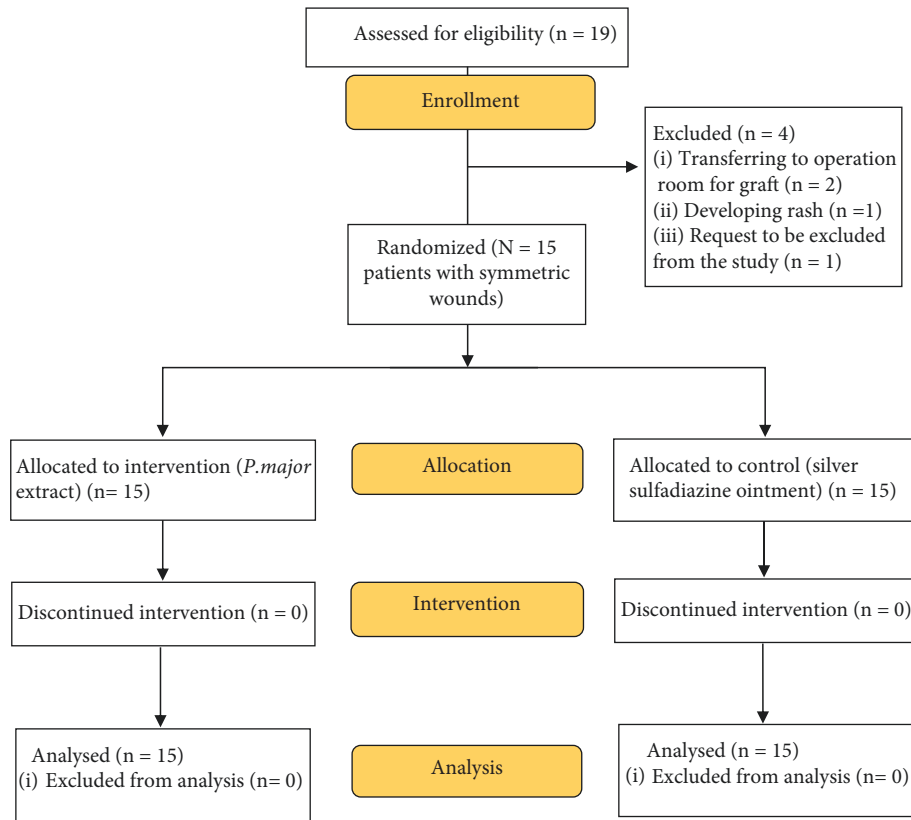 Assessed for eligibility (n = 19)
Enrollment
Excluded (n = 4)
(i) Transferring to operation
room for graft (n = 2)
(ii) Developing rash (n =1)
(iii) Request to be excluded
from the study (n = 1)
Randomized (N = 15
patients with symmetric
wounds)
Allocated to intervention (P.major
extract) (n= 15)
Allocation
Allocated to control (silver
sulfadiazine ointment) (n = 15)
Discontinued intervention (n = 0)
Intervention
Discontinued intervention (n = 0)
Analysed (n = 15)
(i) Excluded from analysis (n= 0)
Analysis
Analysed (n = 15)
(i) Excluded from analysis (n= 0)